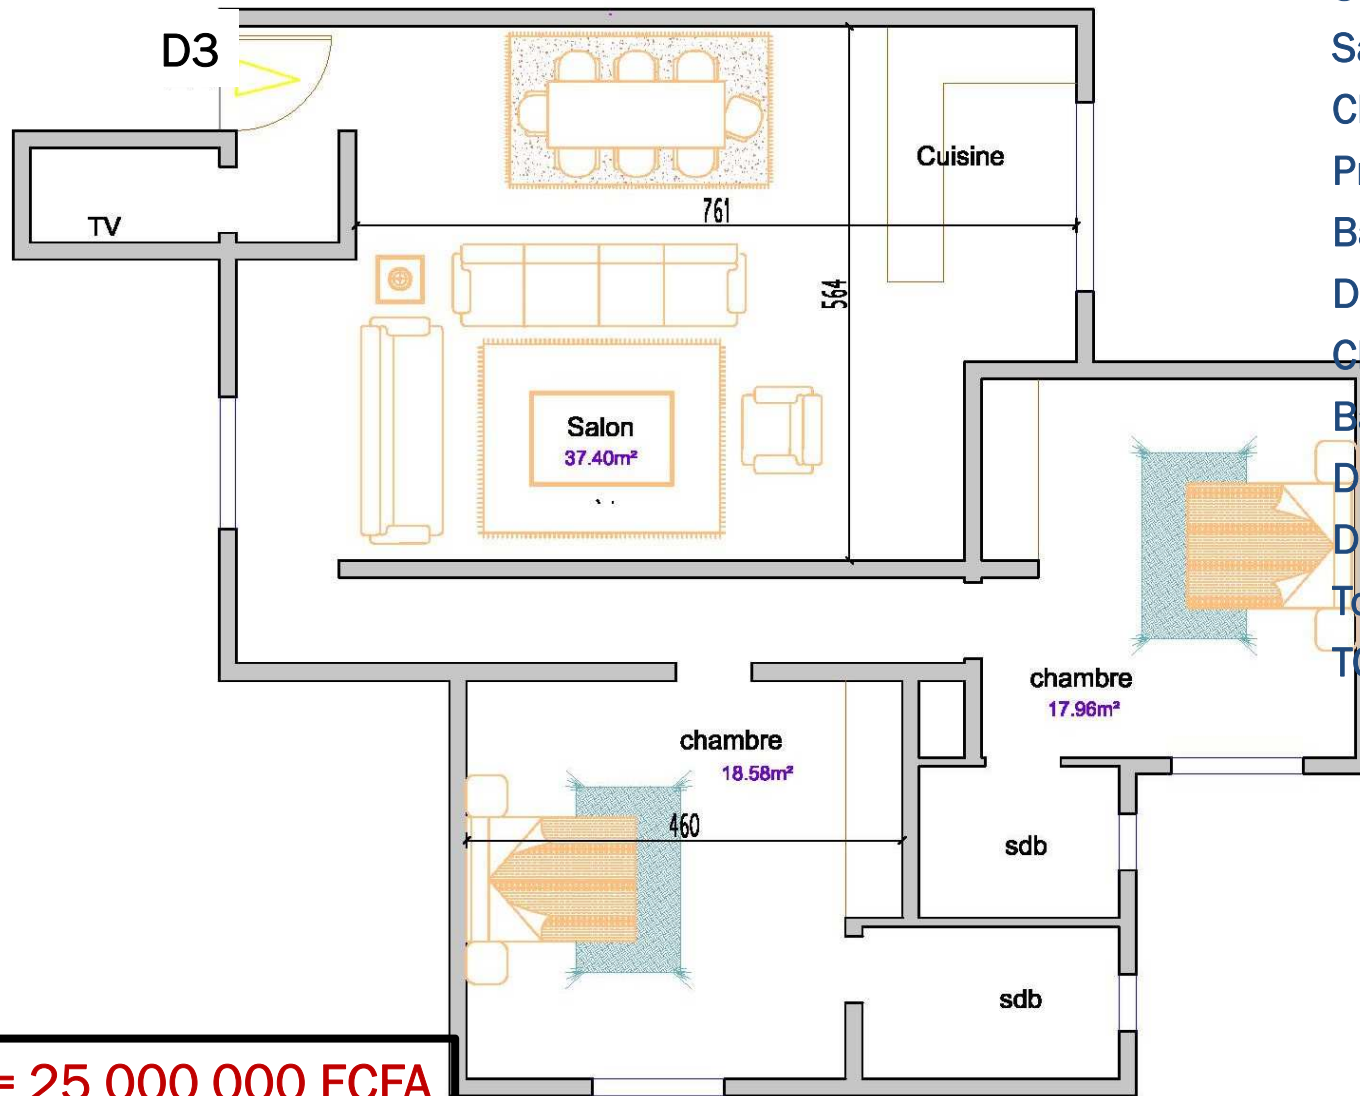 D3
Cuisine
TV
761
564
Salon
37.40m²
chambre
17.96m²
chambre
18.58m²
460
sdb
sdb
= 25 000 000 FCFA